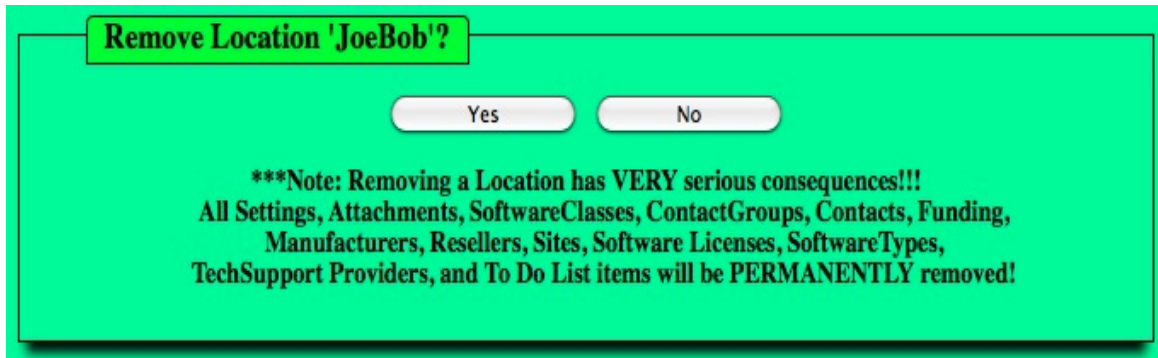 Remove Location 'JoeBob'?
Yes No
***Note: Removing a Location has VERY serious consequences!!!
All Settings, Attachments, SoftwareClasses, ContactGroups, Contacts, Funding,
Manufacturers, Resellers, Sites, Software Licenses, SoftwareTypes,
TechSupport Providers, and To Do List items will be PERMANENTLY removed!